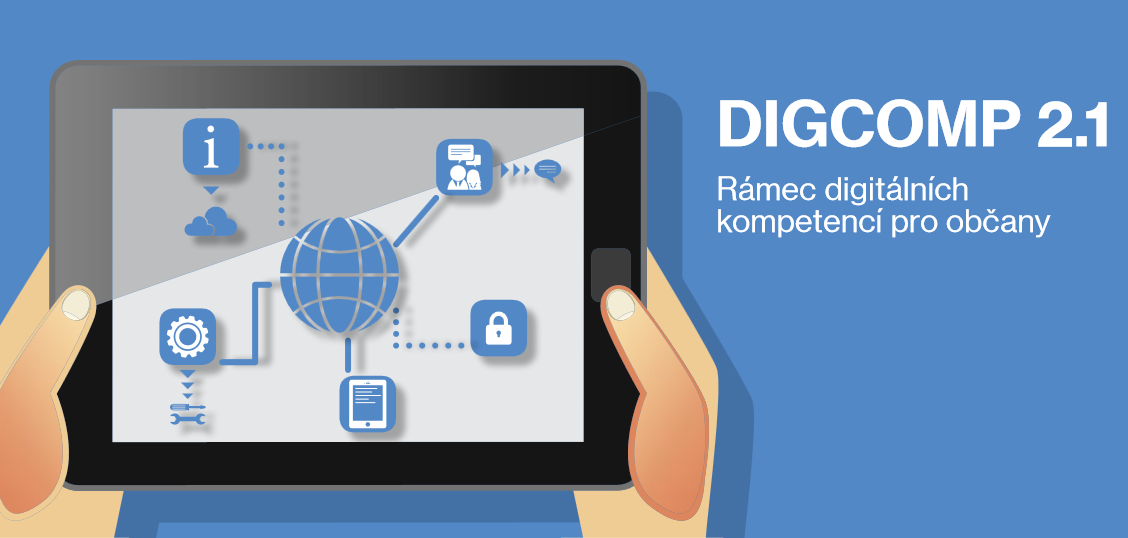 DIGCOMP 2.1
Rámec digitálních
kompetencí pro občany
i